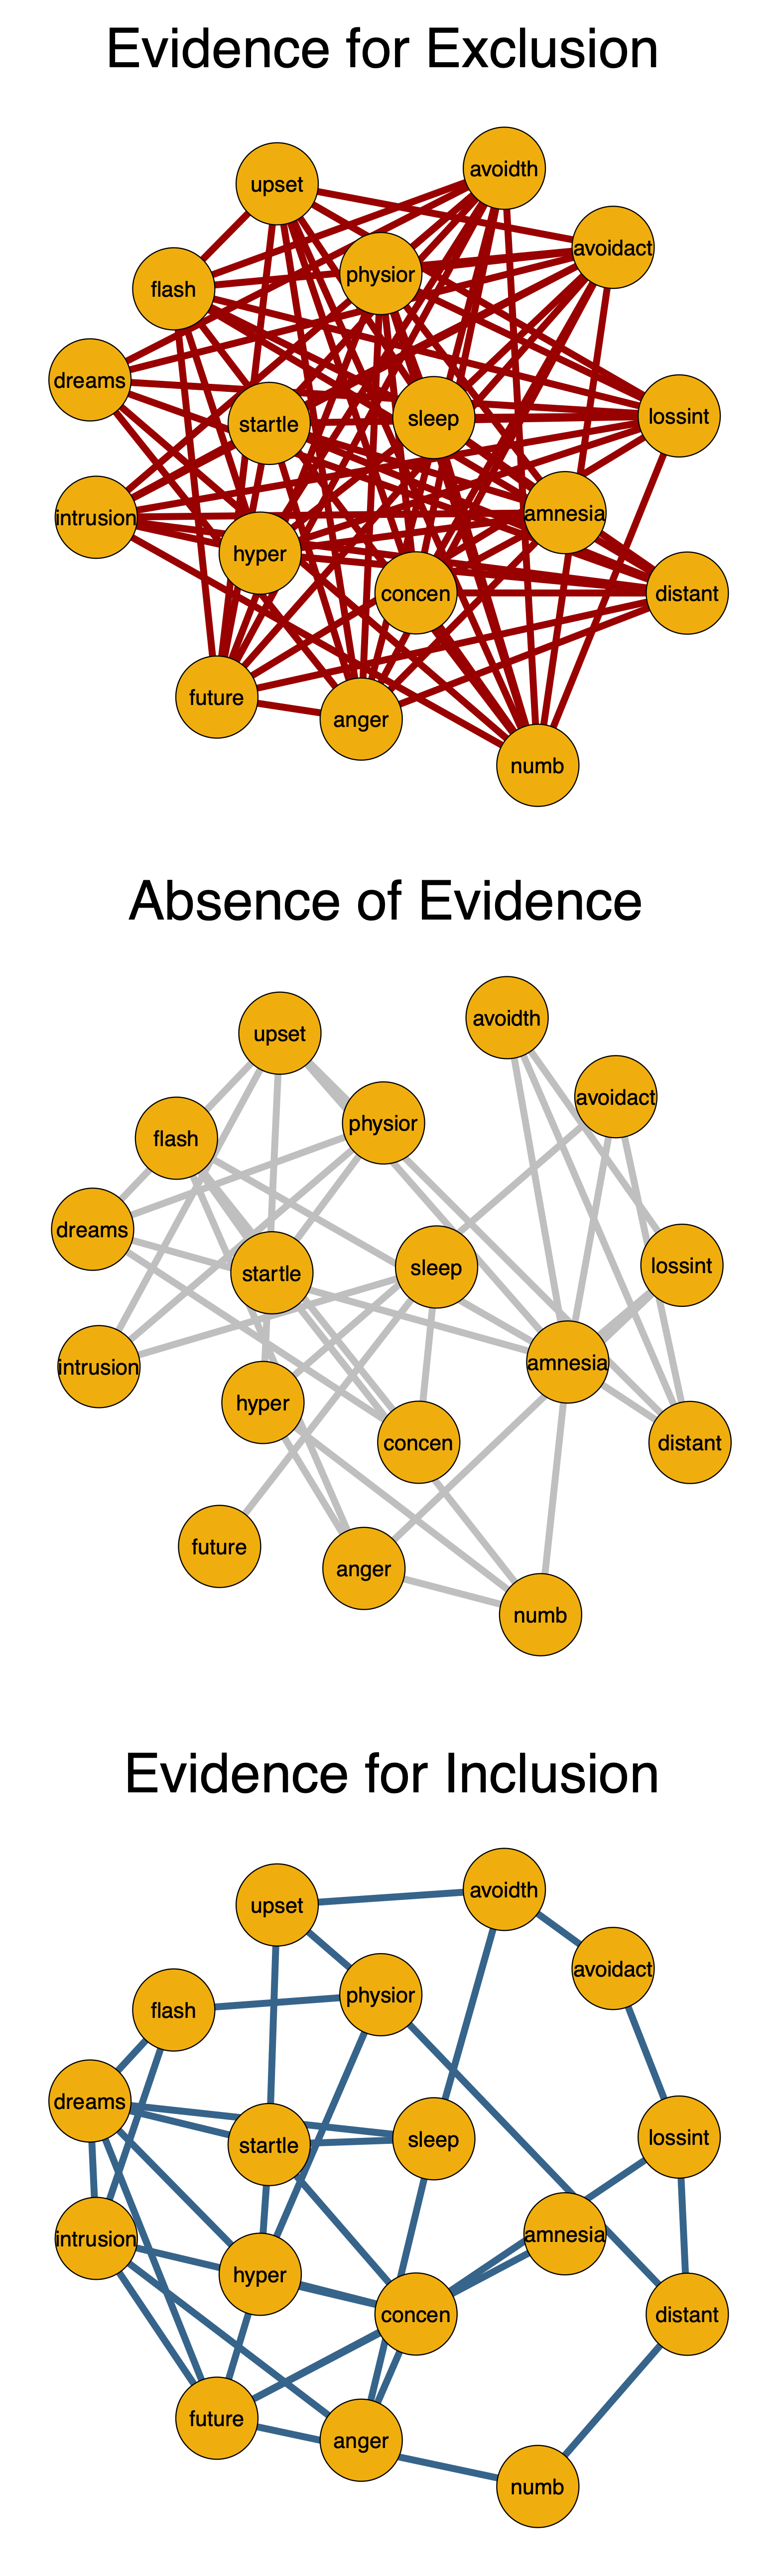 Evidence for Exclusion
avoidth
upset
avoidact
physior
flash
dreams
lossint
sleep
startle
amnesia
intrusion
hyper
concen
distant
future
anger
numb
Absence of Evidence
avoidth
upset
avoidact
physior
flash
dreams
lossint
sleep
startle
amnesia
intrusion
hyper
concen
distant
future
anger
numb
Evidence for Inclusion
avoidth
upset
avoidact
physior
flash
dreams
lossint
sleep
startle
amnesia
intrusion
hyper
concen
distant
future
anger
numb